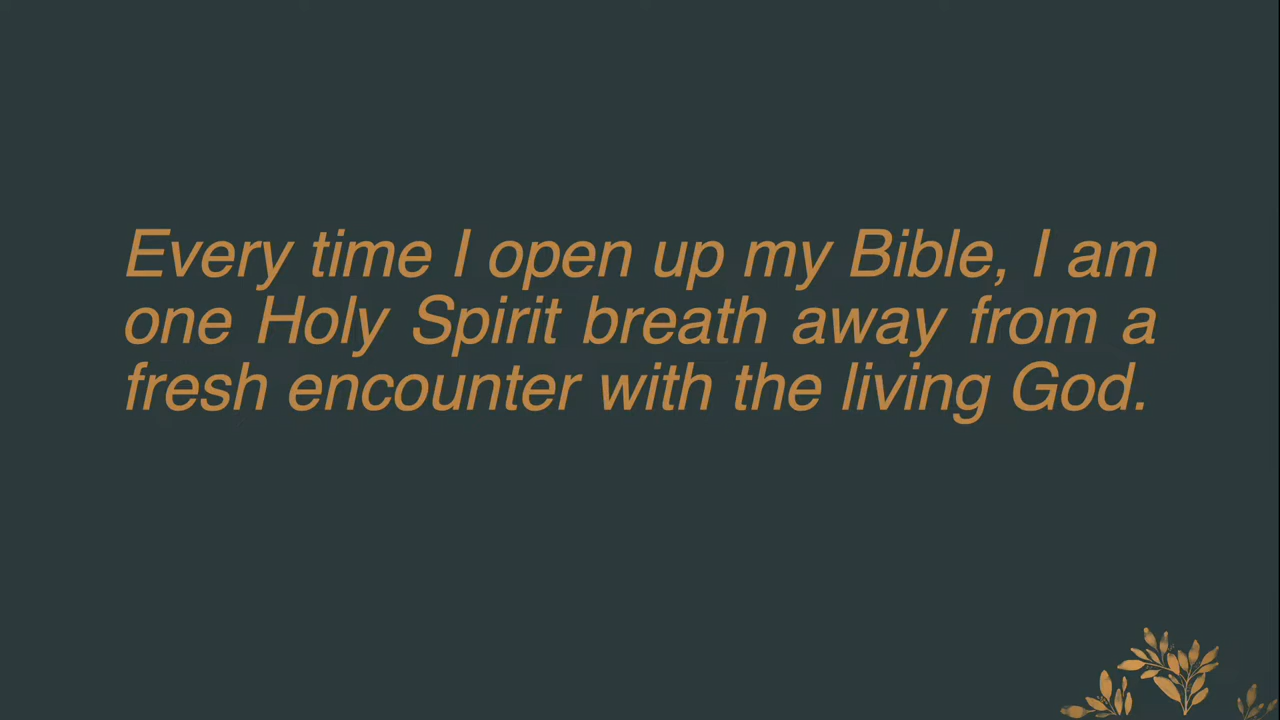 Every time I open up my Bible, I am
one Holy Spirit breath away from a
fresh encounter with the living God.